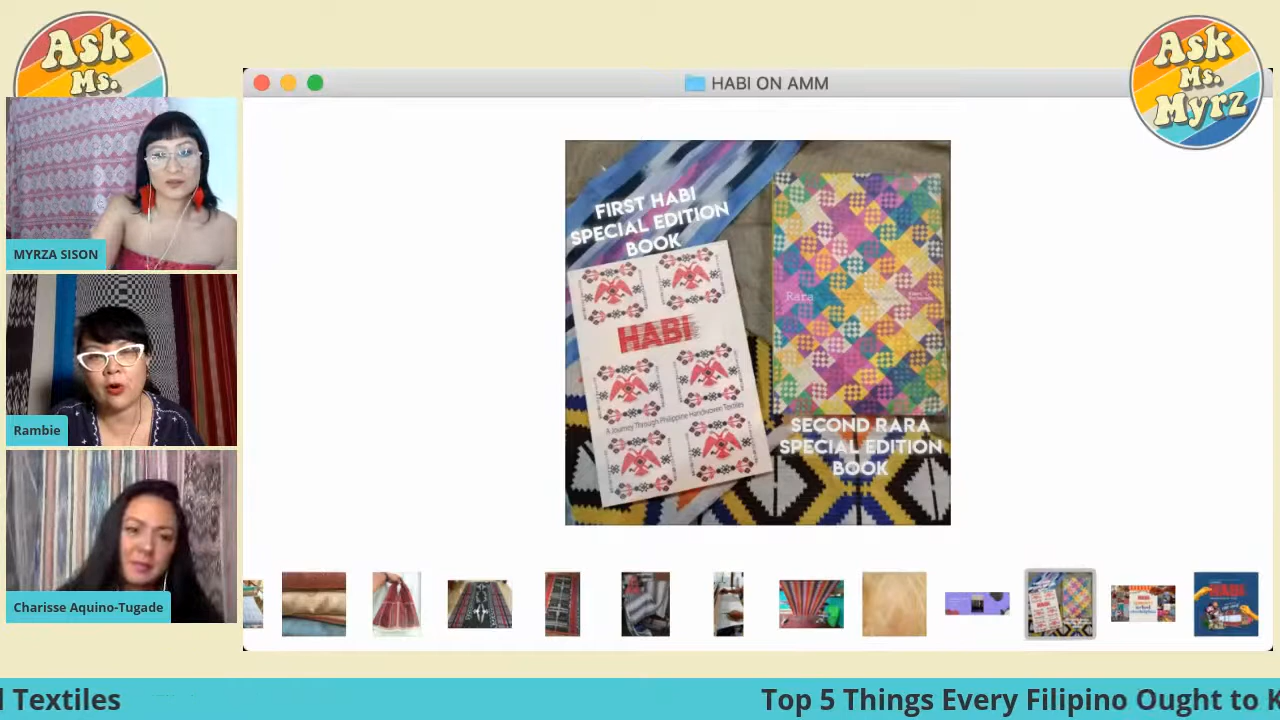 Ask
Ms.
HABI ON AMM
Ask
Ms.
Myrz
MYRZA SISON
Rambie
Charisse Aquino-Tugade
FIRST HABI
SPECIAL EDITION
BOOK
HABI
A Journey Through Philippine Handwoven Textiles
Rara
SECOND RARA
SPECIAL EDITION
BOOK
HABI
l Textiles
Top 5 Things Every Filipino Ought to K